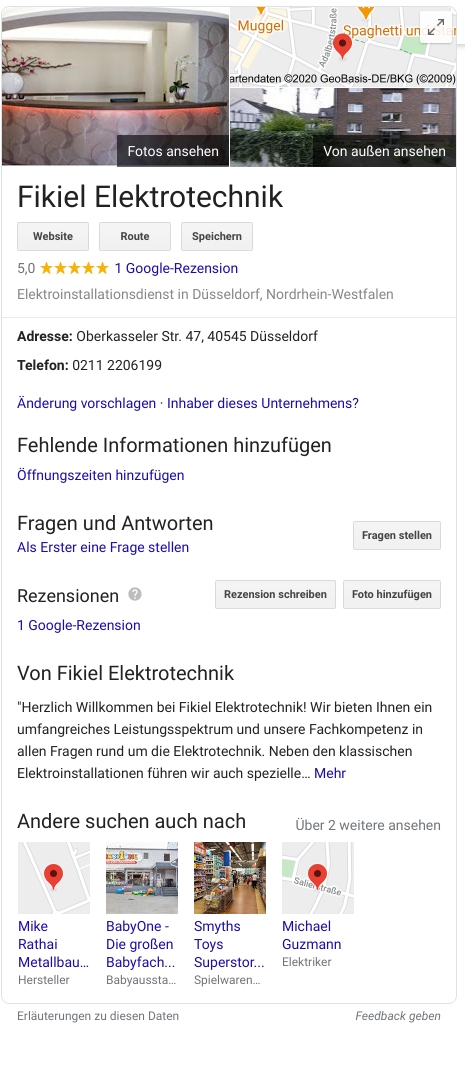 Muggel
Spaghetti un
star
Adalbertstraße
artendaten ©2020 GeoBasis-DE/BKG (©2009)
Fotos ansehen
Von außen ansehen
Fikiel Elektrotechnik
Website Route Speichern
5,0 ★★★★★ 1 Google-Rezension
Elektroinstallationsdienst in Düsseldorf, Nordrhein-Westfalen
Adresse: Oberkasseler Str. 47, 40545 Düsseldorf
Telefon: 0211 2206199
Änderung vorschlagen · Inhaber dieses Unternehmens?
Fehlende Informationen hinzufügen
Öffnungszeiten hinzufügen
Fragen und Antworten
Fragen stellen
Als Erster eine Frage stellen
Rezensionen ?
Rezension schreiben Foto hinzufügen
1 Google-Rezension
Von Fikiel Elektrotechnik
"Herzlich Willkommen bei Fikiel Elektrotechnik! Wir bieten Ihnen ein
umfangreiches Leistungsspektrum und unsere Fachkompetenz in
allen Fragen rund um die Elektrotechnik. Neben den klassischen
Elektroinstallationen führen wir auch spezielle… Mehr
Andere suchen auch nach
Über 2 weitere ansehen
Salierstraße
Mike
Rathai
Metallbau…
Hersteller
BabyOne -
Die großen
Babyfach…
Babyaussta…
Smyths
Toys
Superstor…
Spielwaren…
Michael
Guzmann
Elektriker
Erläuterungen zu diesen Daten
Feedback geben